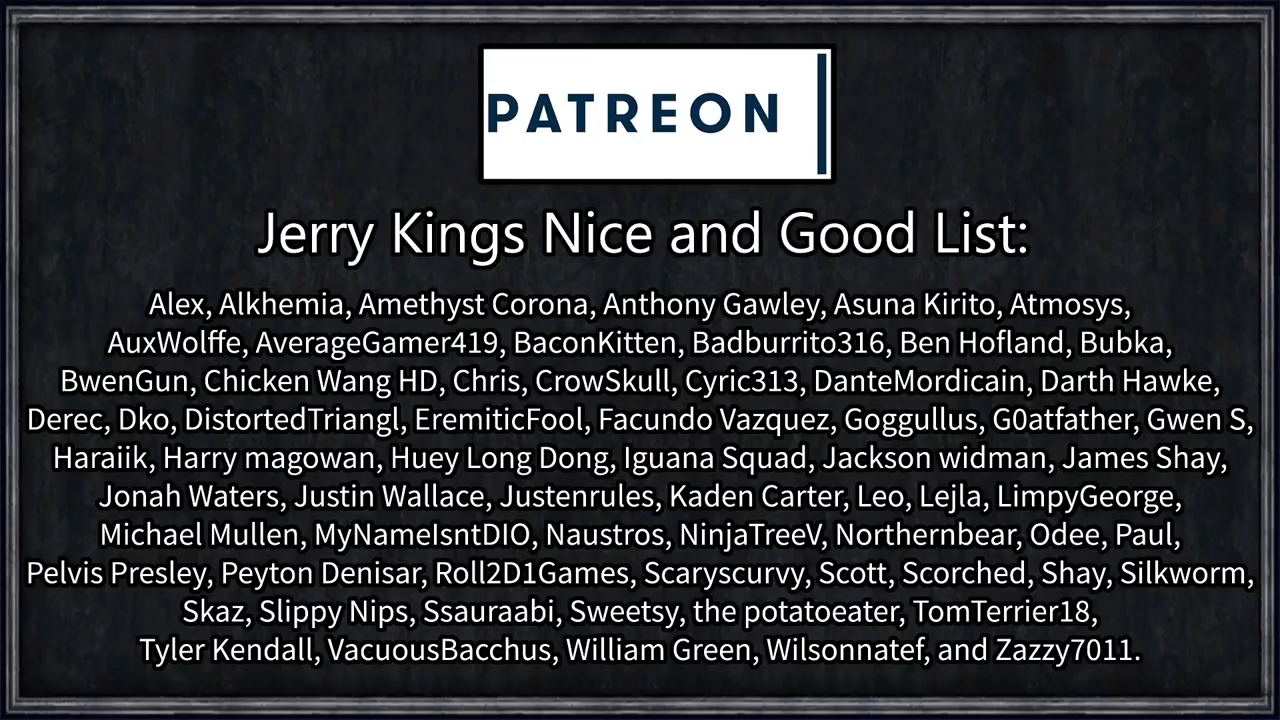 PATREON
Jerry Kings Nice and Good List:
Alex, Alkhemia, Amethyst Corona, Anthony Gawley, Asuna Kirito, Atmosys,
AuxWolffe, AverageGamer419, BaconKitten, Badburrito316, Ben Hofland, Bubka,
BwenGun, Chicken Wang HD, Chris, CrowSkull, Cyric313, DanteMordicain, Darth Hawke,
Derec, Dko, DistortedTriangl, EremiticFool, Facundo Vazquez, Goggullus, G0atfather, Gwen S,
Haraiik, Harry magowan, Huey Long Dong, Iguana Squad, Jackson widman, James Shay,
Jonah Waters, Justin Wallace, Justenrules, Kaden Carter, Leo, Lejla, LimpyGeorge,
Michael Mullen, MyNameIsntDIO, Naustros, NinjaTreeV, Northernbear, Odee, Paul,
Pelvis Presley, Peyton Denisar, Roll2D1Games, Scaryscurvy, Scott, Scorched, Shay, Silkworm,
Skaz, Slippy Nips, Ssauraabi, Sweetsy, the potatoeater, TomTerrier18,
Tyler Kendall, VacuousBacchus, William Green, Wilsonnatef, and Zazzy7011.